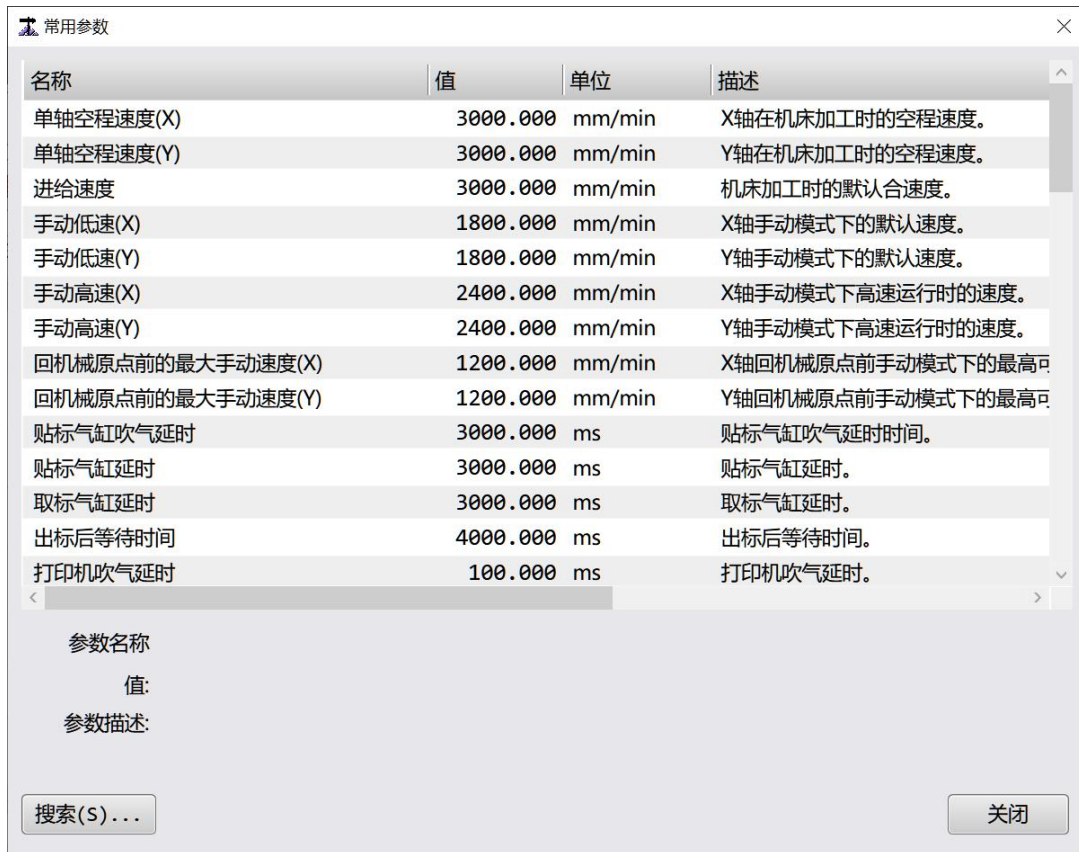 常用参数
名称 值 单位 描述
单轴空程速度(X) 3000.000 mm/min X轴在机床加工时的空程速度。
单轴空程速度(Y) 3000.000 mm/min Y轴在机床加工时的空程速度。
进给速度 3000.000 mm/min 机床加工时的默认合速度。
手动低速(X) 1800.000 mm/min X轴手动模式下的默认速度。
手动低速(Y) 1800.000 mm/min Y轴手动模式下的默认速度。
手动高速(X) 2400.000 mm/min X轴手动模式下高速运行时的速度。
手动高速(Y) 2400.000 mm/min Y轴手动模式下高速运行时的速度。
回机械原点前的最大手动速度(X) 1200.000 mm/min X轴回机械原点前手动模式下的最高可
回机械原点前的最大手动速度(Y) 1200.000 mm/min Y轴回机械原点前手动模式下的最高可
贴标气缸吹气延时 3000.000 ms 贴标气缸吹气延时时间。
贴标气缸延时 3000.000 ms 贴标气缸延时。
取标气缸延时 3000.000 ms 取标气缸延时。
出标后等待时间 4000.000 ms 出标后等待时间。
打印机吹气延时 100.000 ms 打印机吹气延时。
参数名称
值:
参数描述:
搜索(S)... 关闭